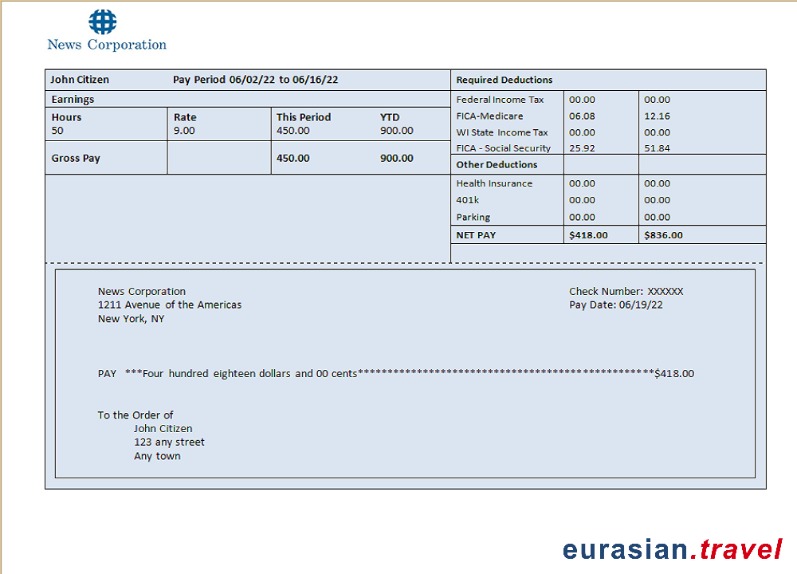 News Corporation
John Citizen Pay Period 06/02/22 to 06/16/22
Earnings
Hours Rate This Period YTD
50 9.00 450.00 900.00
Gross Pay 450.00 900.00
Required Deductions
Federal Income Tax 00.00 00.00
FICA-Medicare 06.08 12.16
WI State Income Tax 00.00 00.00
FICA - Social Security 25.92 51.84
Other Deductions
Health Insurance 00.00 00.00
401k 00.00 00.00
Parking 00.00 00.00
NET PAY $418.00 $836.00
News Corporation
1211 Avenue of the Americas
New York, NY
Check Number: XXXXXX
Pay Date: 06/19/22
PAY ***Four hundred eighteen dollars and 00 cents**************************************************$418.00
To the Order of
John Citizen
123 any street
Any town
eurasian.travel